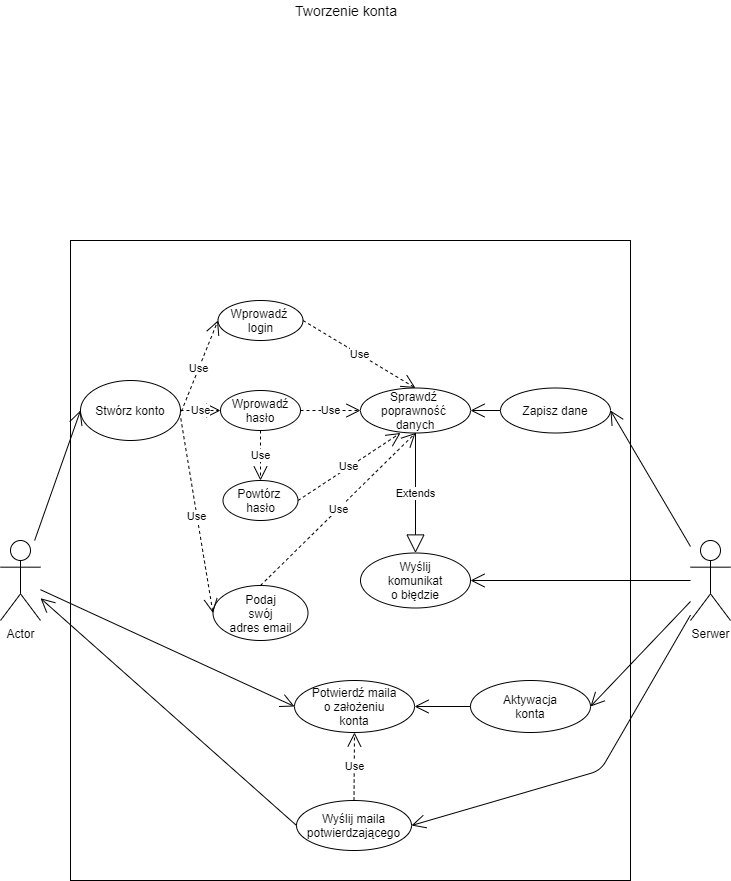 Tworzenie konta
Wprowadź
login
Use
Use
Stwórz konto
Use
Wprowadź
hasło
Use
Sprawdź
poprawność
danych
Zapisz dane
Use
Use
Powtórz
hasło
Extends
Use
Use
Wyślij
komunikat
o błędzie
Podaj
swój
adres email
Actor
Serwer
Potwierdź maila
o założeniu
konta
Aktywacja
konta
Use
Wyślij maila
potwierdzającego